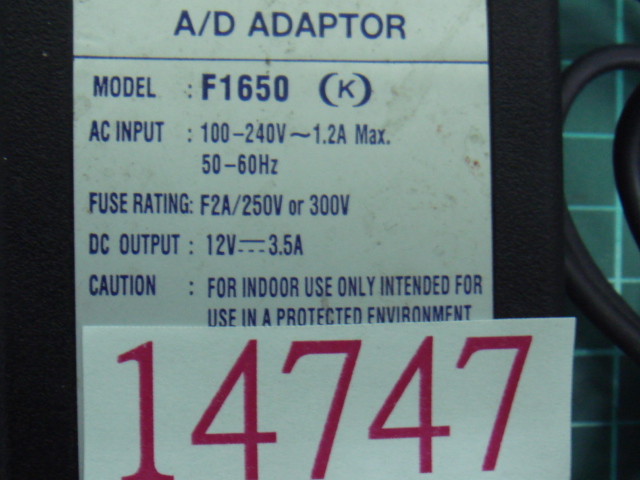 A/D ADAPTOR
MODEL : F1650 (K)
AC INPUT : 100-240V~1.2A Max.
50-60Hz
FUSE RATING: F2A/250V or 300V
DC OUTPUT : 12V⎓3.5A
CAUTION : FOR INDOOR USE ONLY INTENDED FOR
USE IN A PROTECTED ENVIRONMENT
14747